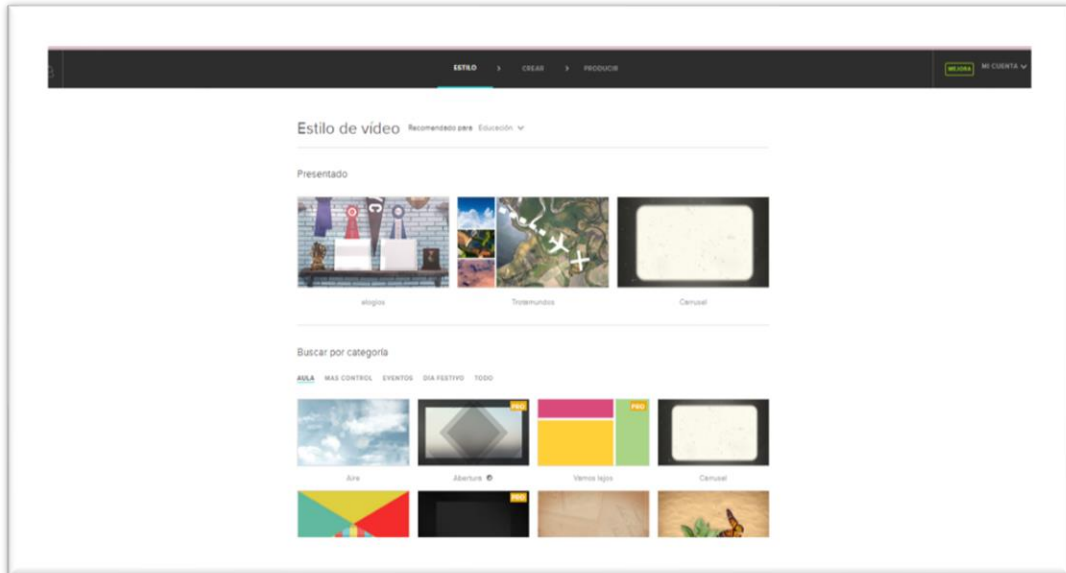 ESTILO > CREAR > PRODUCIR
MEJORA MI CUENTA
Estilo de vídeo Recomendado para Educación
Presentado
elogios Trotamundos Carrusel
Buscar por categoría
AULA MAS CONTROL EVENTOS DIA FESTIVO TODO
PRO PRO
Aire Abertura Vamos lejos Carrusel
PRO